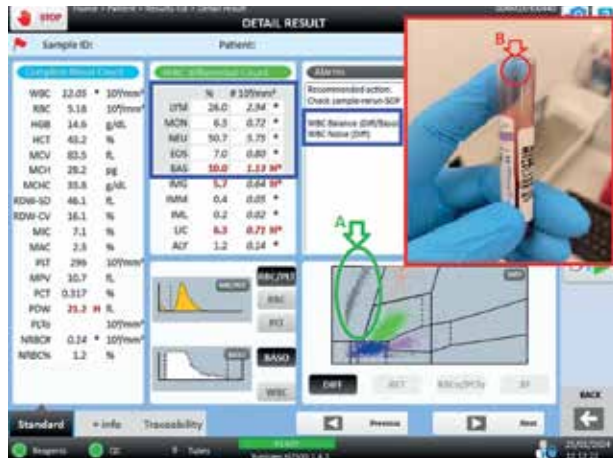 STOP
DETAIL RESULT
Sample ID:
Patient:
Complete Blood Count
WBC 12.05 * 10³/mm³
RBC 5.18 10⁶/mm³
HGB 14.6 g/dL
HCT 43.2 %
MCV 83.5 fL
MCH 28.2 pg
MCHC 33.8 g/dL
RDW-SD 46.1 fL
RDW-CV 16.1 %
MIC 7.1 %
MAC 2.3 %
PLT 296 10³/mm³
MPV 10.7 fL
PCT 0.317 %
PDW 21.2 H fL
10³/mm³
NRBC# 0.14 * 10³/mm³
NRBC% 1.2 %
WBC Differential Count
% # 10³/mm³
LYM 26.0 2.94 *
MON 6.3 0.72 *
NEU 50.7 5.75 *
EOS 7.0 0.80 *
BAS 10.0 1.13 H*
IMG 5.7 0.64 H*
IMM 0.4 0.05 *
IML 0.2 0.02 *
LIC 6.3 0.71 H*
ALY 1.2 0.14 *
Alarms
Recommended action.
Check sample-rerun-SOP
WBC Balance (Diff/Baso)
WBC Noise (Diff)
B
A
RBC/PLT
RBC
PLT
BASO
WBC
DIFF
RET
BACK
Standard
+ info
Traceability
Previous
Next
Reagents
QC
Tubes
READY